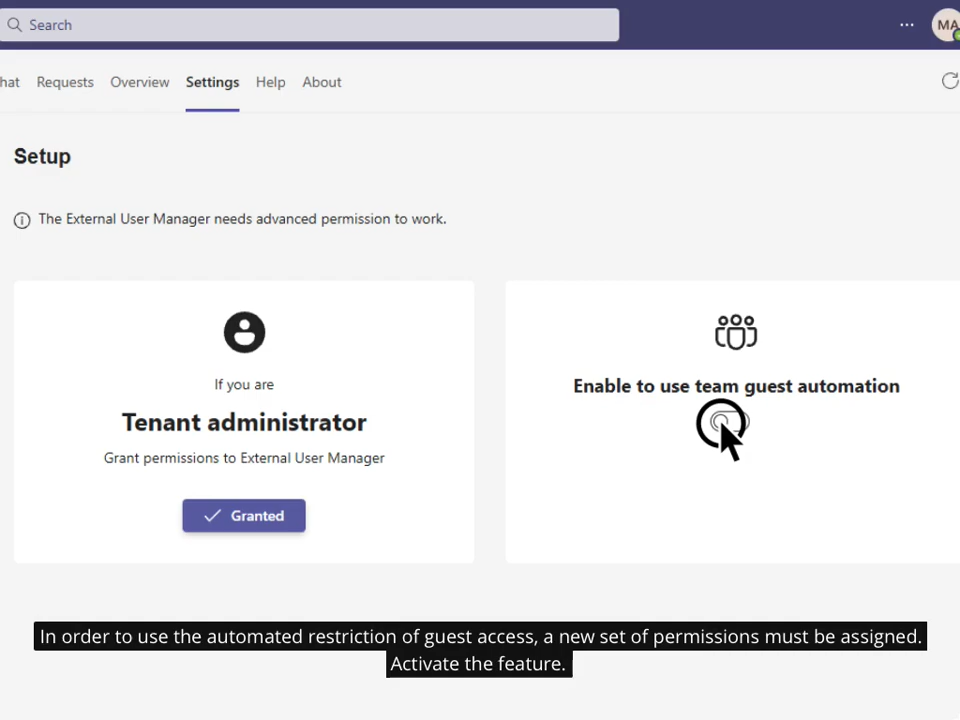 Search
MA
hat Requests Overview Settings Help About
Setup
The External User Manager needs advanced permission to work.
If you are
Tenant administrator
Grant permissions to External User Manager
Granted
Enable to use team guest automation
In order to use the automated restriction of guest access, a new set of permissions must be assigned.
Activate the feature.